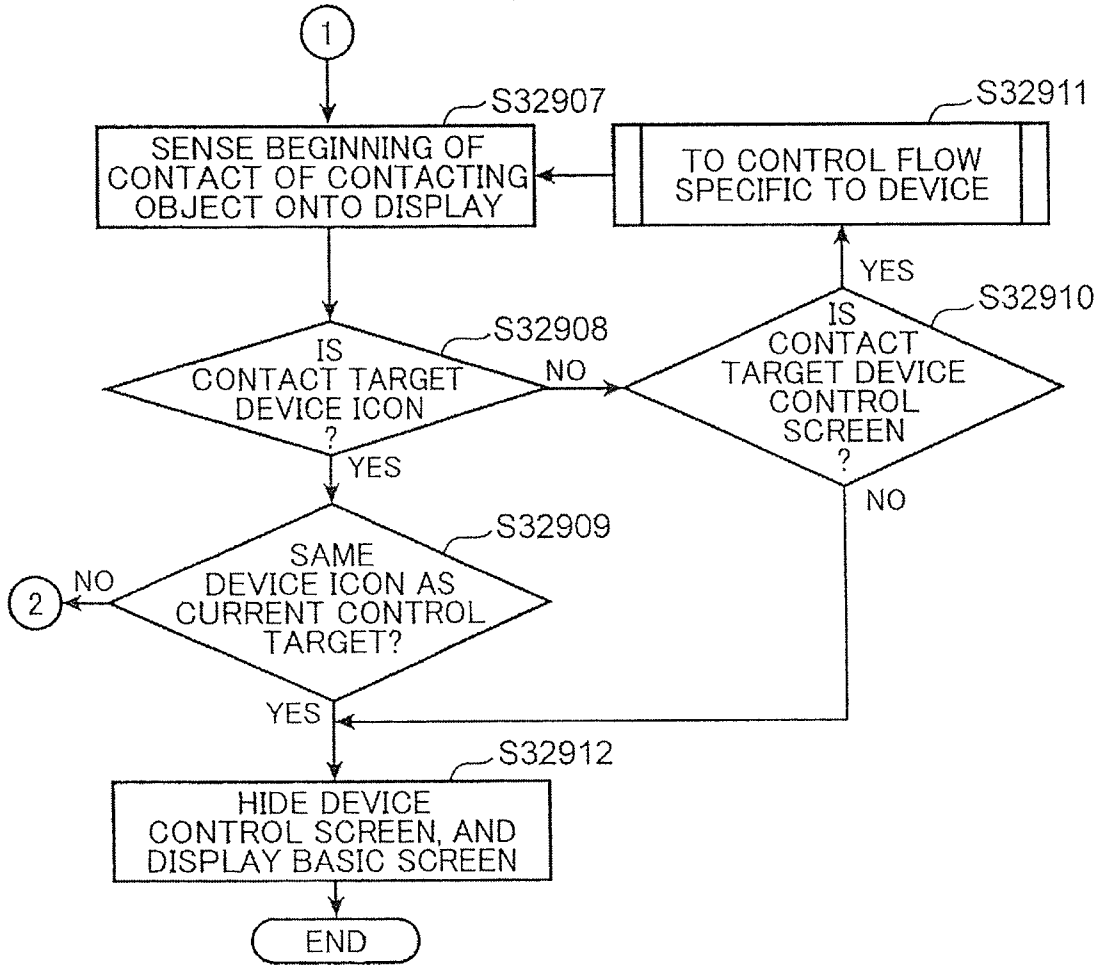 1
S32907
SENSE BEGINNING OF
CONTACT OF CONTACTING
OBJECT ONTO DISPLAY
S32911
TO CONTROL FLOW
SPECIFIC TO DEVICE
YES
S32908
IS
CONTACT TARGET
DEVICE ICON
?
NO
YES
S32910
IS
CONTACT
TARGET DEVICE
CONTROL
SCREEN
?
NO
S32909
SAME
DEVICE ICON AS
CURRENT CONTROL
TARGET?
NO
2
YES
S32912
HIDE DEVICE
CONTROL SCREEN, AND
DISPLAY BASIC SCREEN
END